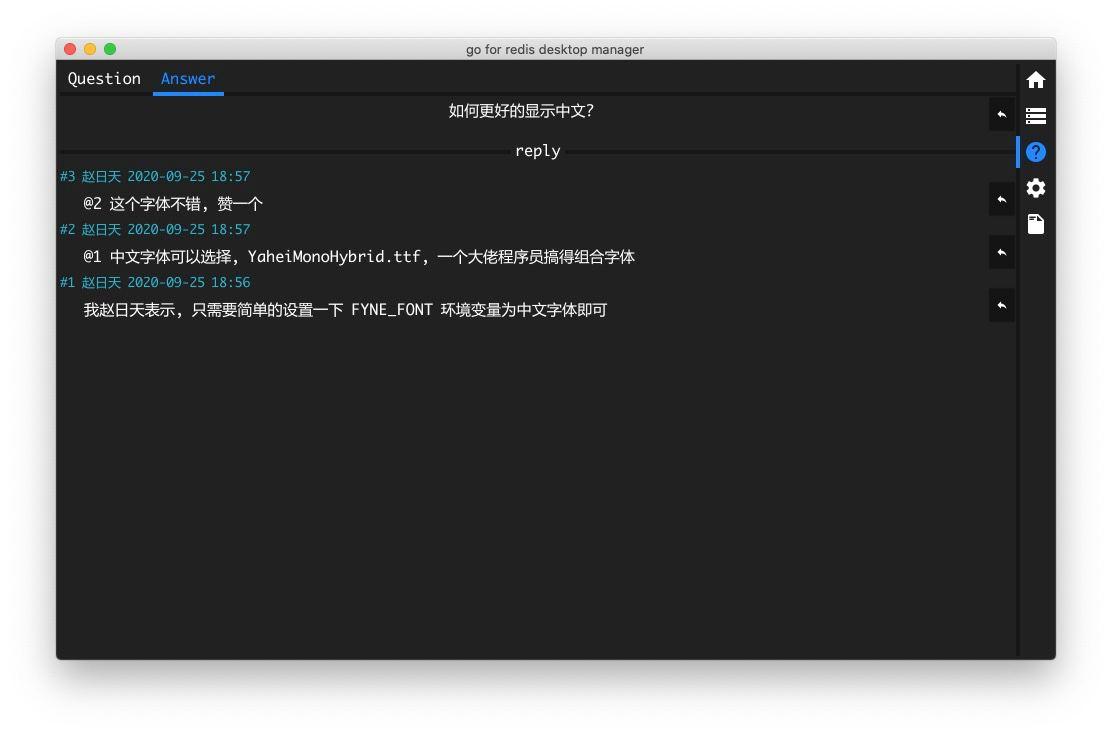 go for redis desktop manager
Question Answer
如何更好的显示中文?
reply
#3 赵日天 2020-09-25 18:57
@2 这个字体不错, 赞一个
#2 赵日天 2020-09-25 18:57
@1 中文字体可以选择, YaheiMonoHybrid.ttf, 一个大佬程序员搞得组合字体
#1 赵日天 2020-09-25 18:56
我赵日天表示, 只需要简单的设置一下 FYNE_FONT 环境变量为中文字体即可